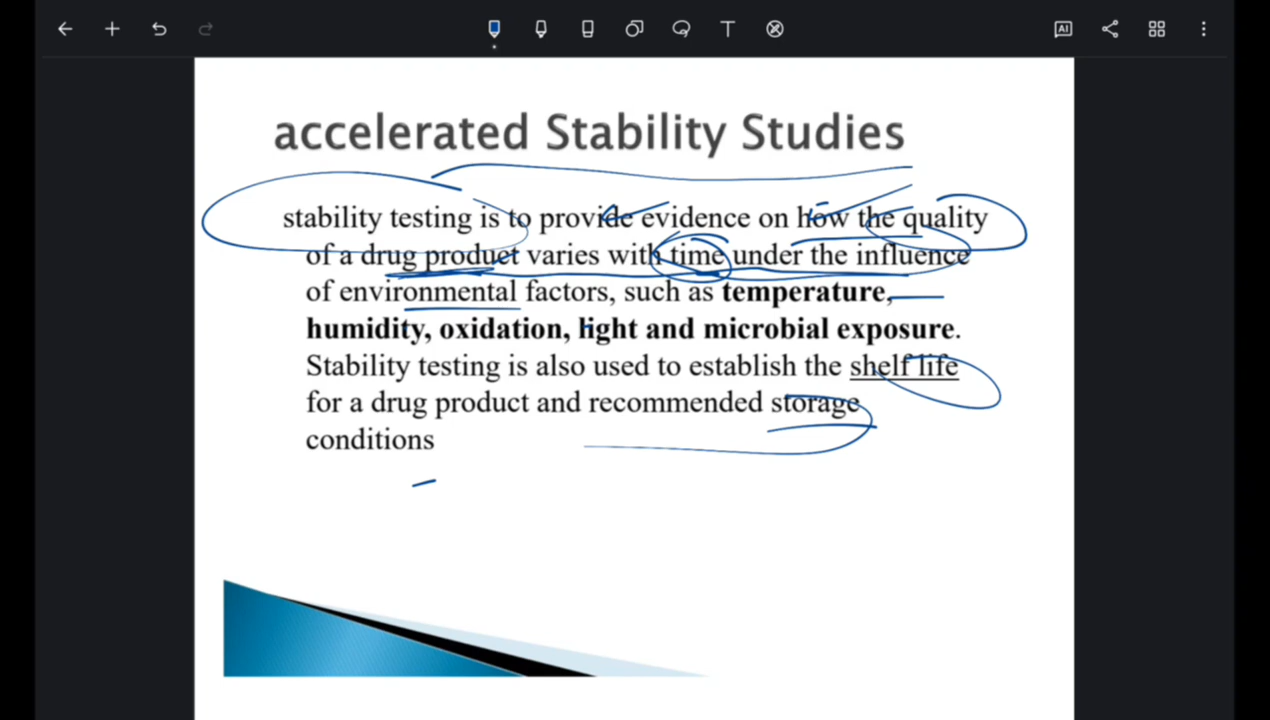 AI
accelerated Stability Studies
stability testing is to provide evidence on how the quality
of a drug product varies with time under the influence
of environmental factors, such as temperature,
humidity, oxidation, light and microbial exposure.
Stability testing is also used to establish the shelf life
for a drug product and recommended storage
conditions